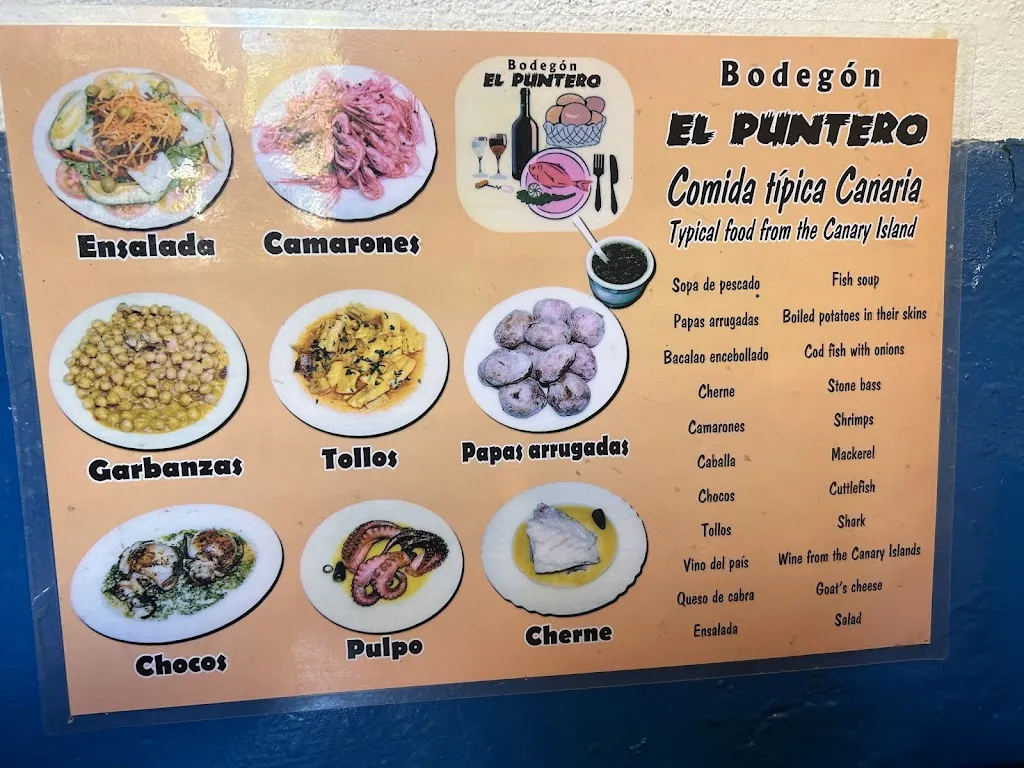 Bodegón
EL PUNTERO
Bodegón
EL PUNTERO
Comida típica Canaria
Typical food from the Canary Island
Ensalada
Camarones
Garbanzas
Tollos
Papas arrugadas
Chocos
Pulpo
Cherne
Sopa de pescado Fish soup
Papas arrugadas Boiled potatoes in their skins
Bacalao encebollado Cod fish with onions
Cherne Stone bass
Camarones Shrimps
Caballa Mackerel
Chocos Cuttlefish
Tollos Shark
Vino del país Wine from the Canary Islands
Queso de cabra Goat's cheese
Ensalada Salad